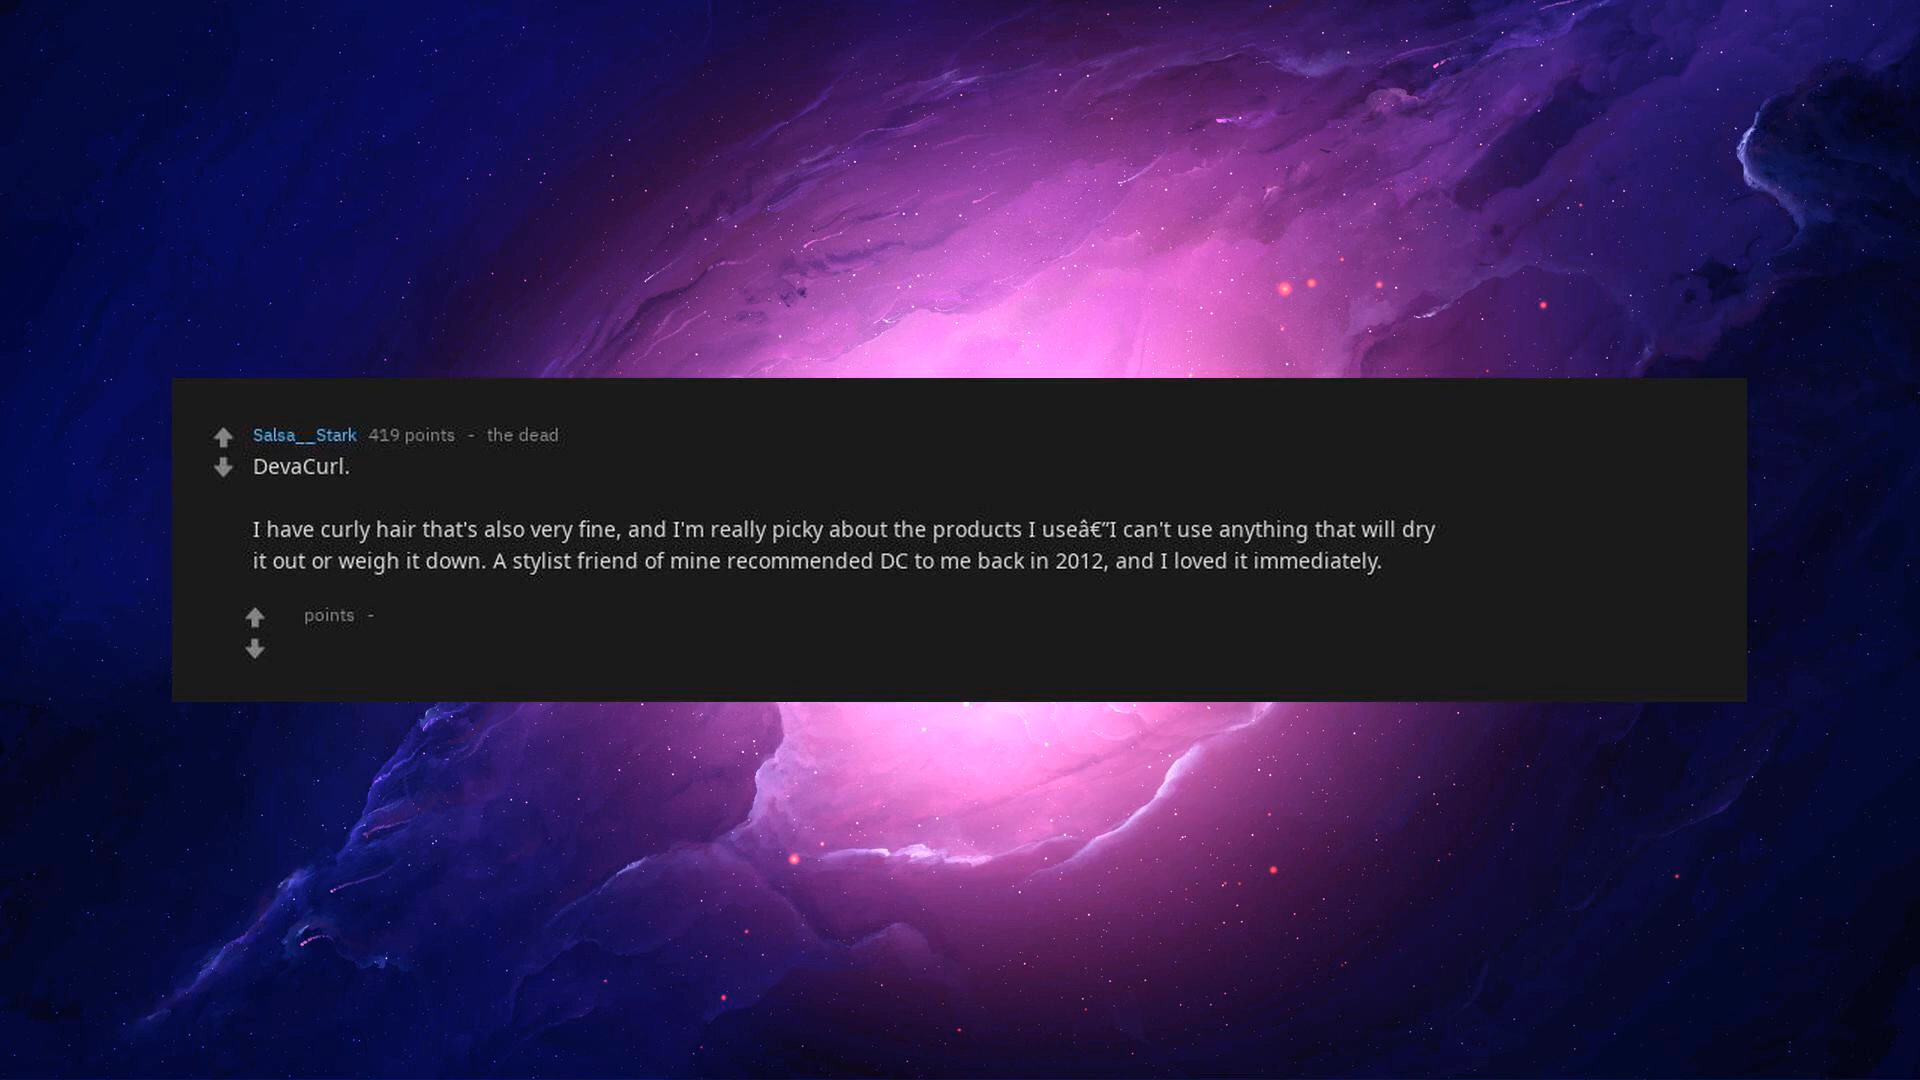 Salsa__Stark 419 points - the dead
DevaCurl.
I have curly hair that's also very fine, and I'm really picky about the products I useâ€”I can't use anything that will dry
it out or weigh it down. A stylist friend of mine recommended DC to me back in 2012, and I loved it immediately.
points -